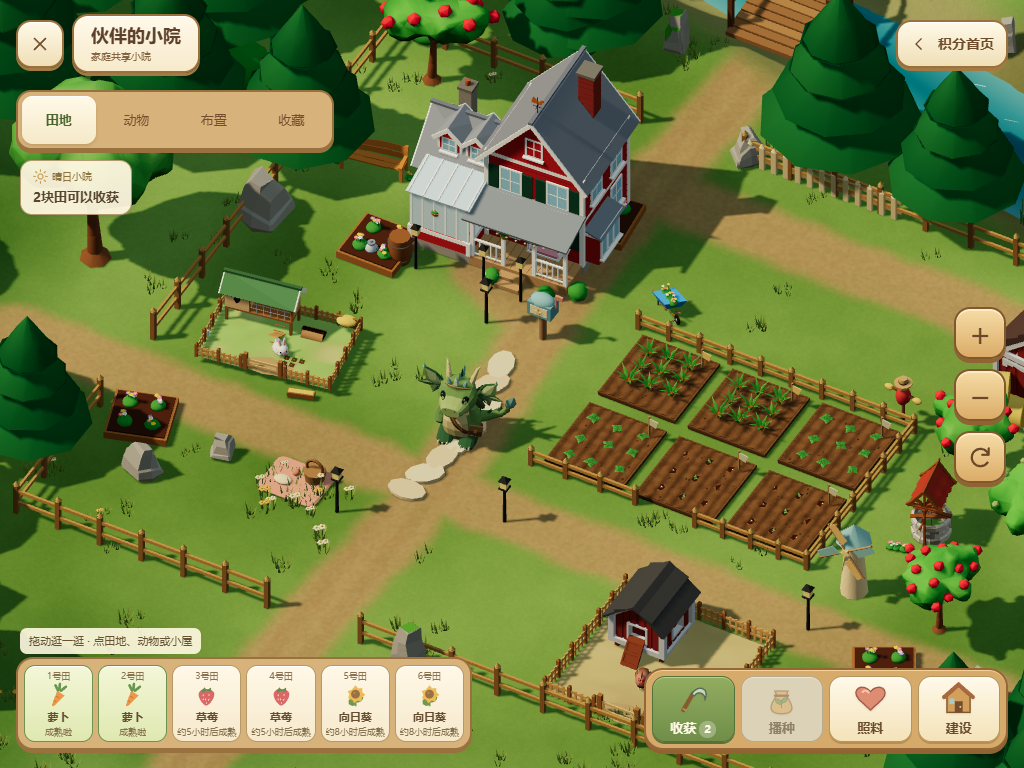 伙伴的小院
家庭共享小院
积分首页
田地
动物
布置
收藏
晴日小院
2块田可以收获
拖动逛一逛 · 点田地、动物或小屋
1号田
萝卜
成熟啦
2号田
萝卜
成熟啦
3号田
草莓
约5小时后成熟
4号田
草莓
约5小时后成熟
5号田
向日葵
约8小时后成熟
6号田
向日葵
约8小时后成熟
收获 2
播种
照料
建设